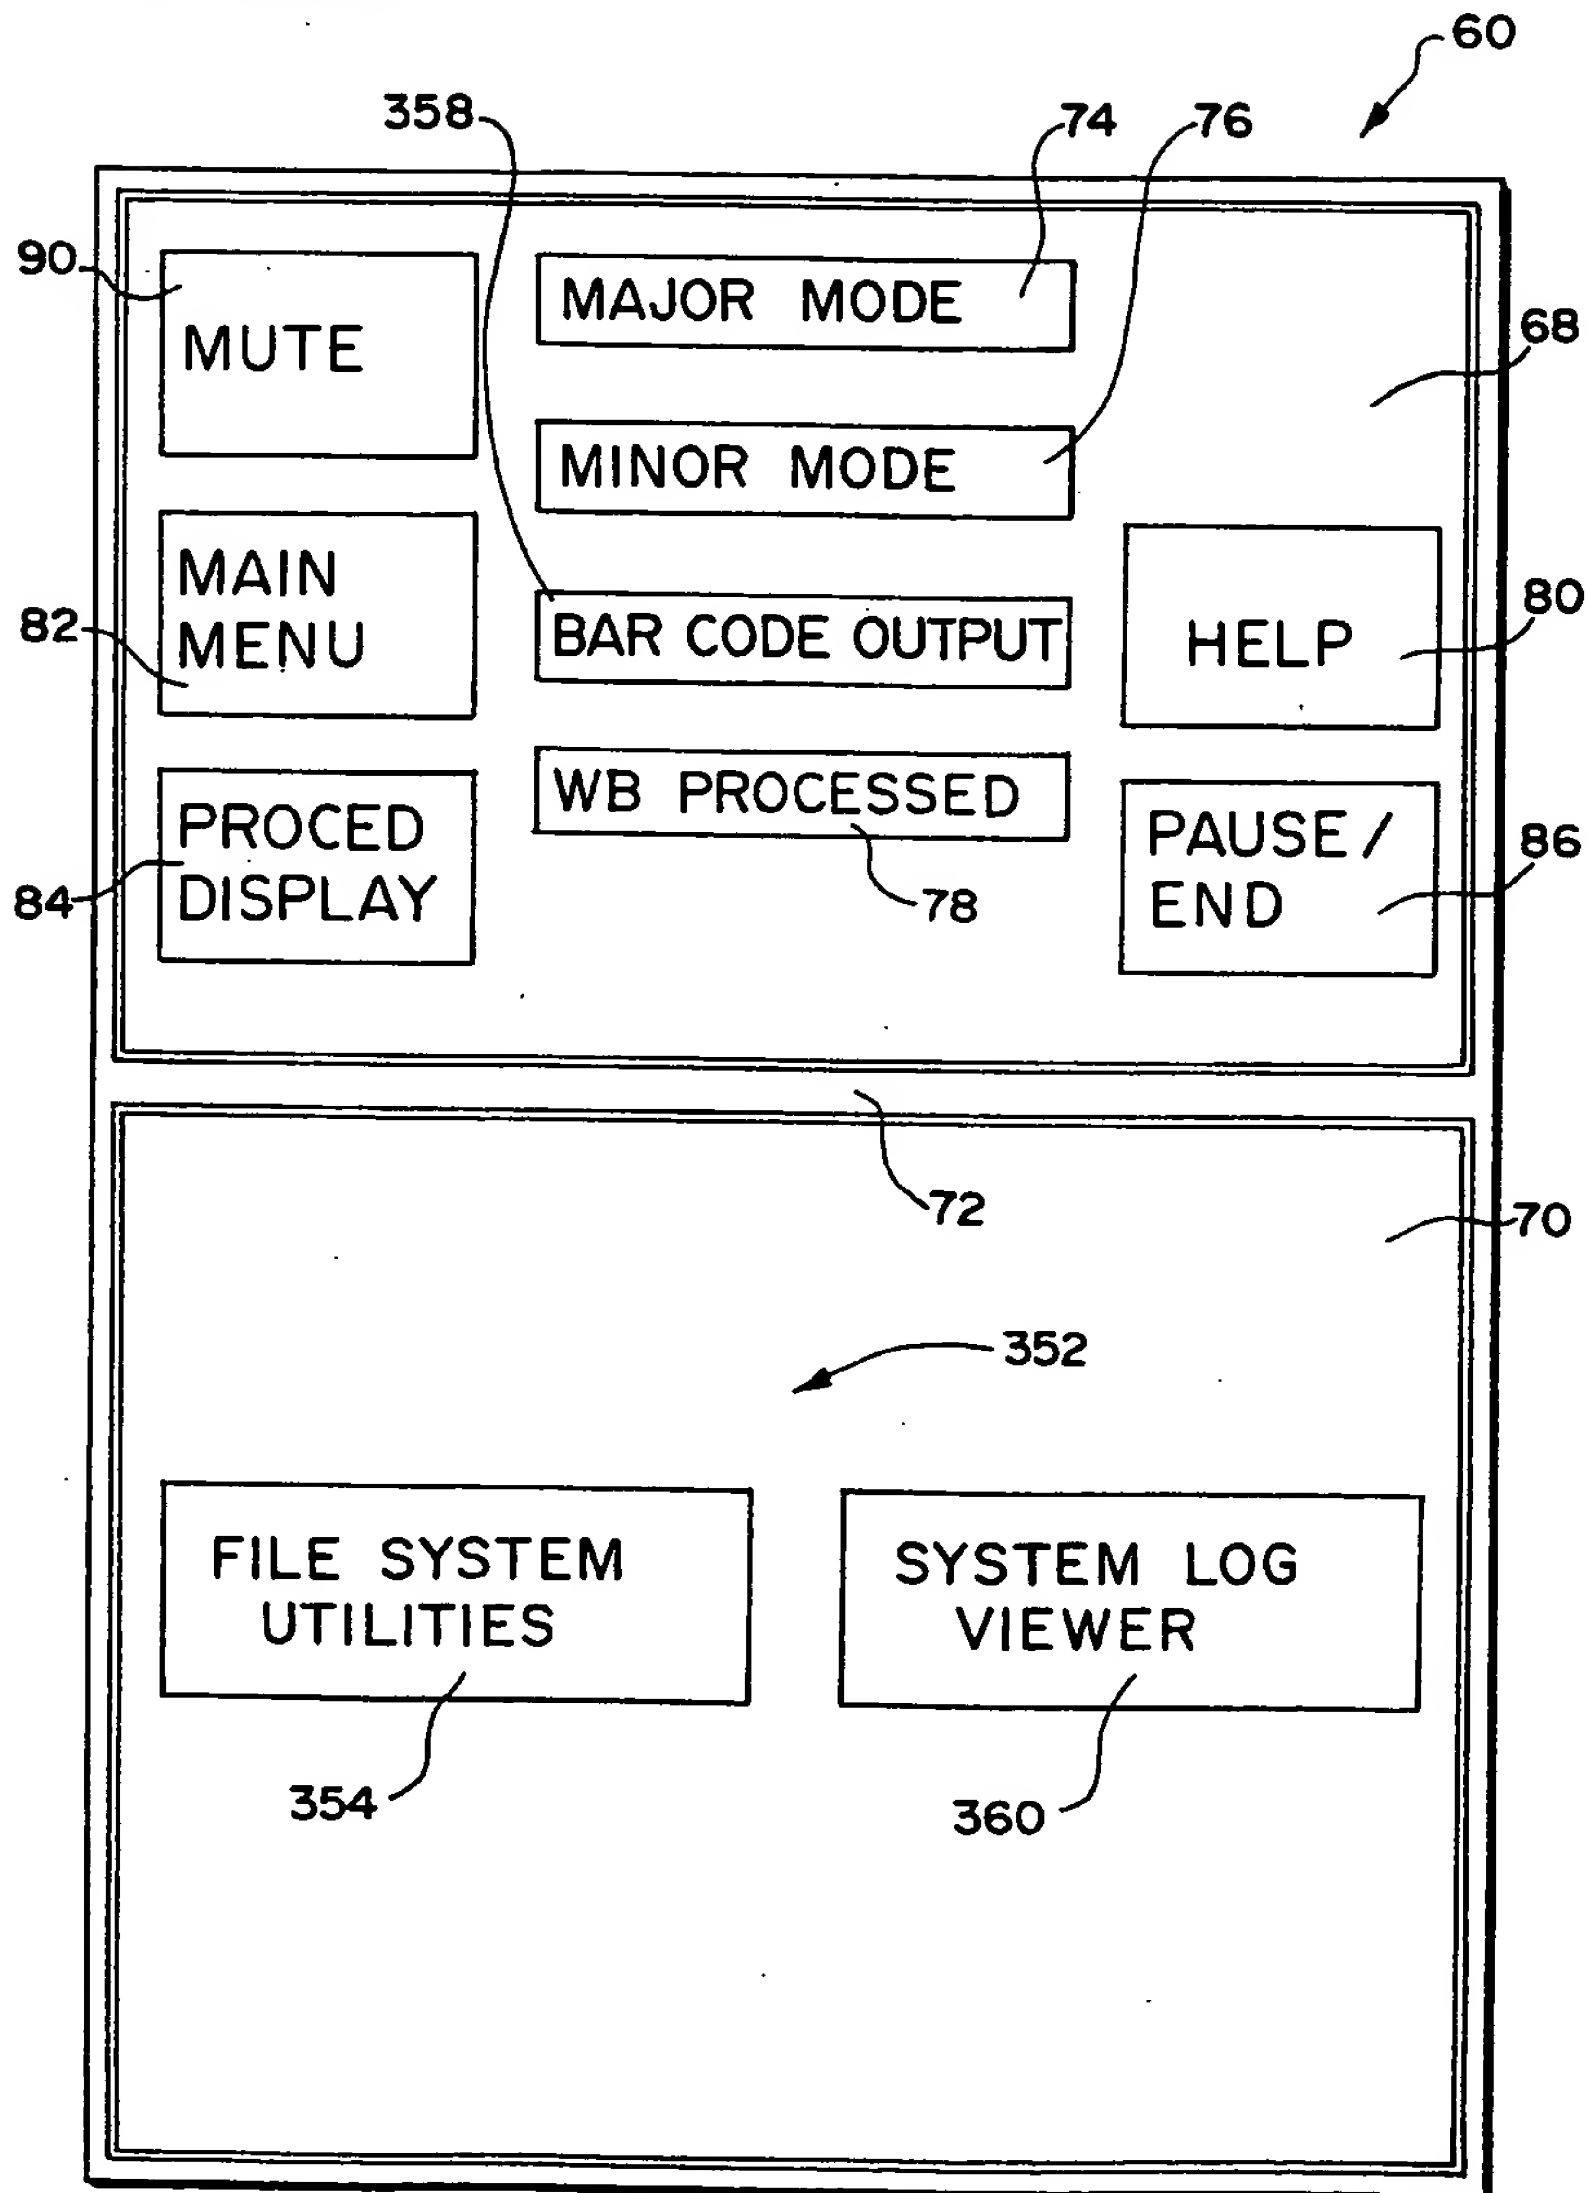 60
358
74
76
90
MUTE
MAJOR MODE
68
MINOR MODE
MAIN
MENU
82
BAR CODE OUTPUT
HELP
80
PROCED
DISPLAY
84
WB PROCESSED
78
PAUSE/
END
86
72
70
352
FILE SYSTEM
UTILITIES
354
SYSTEM LOG
VIEWER
360